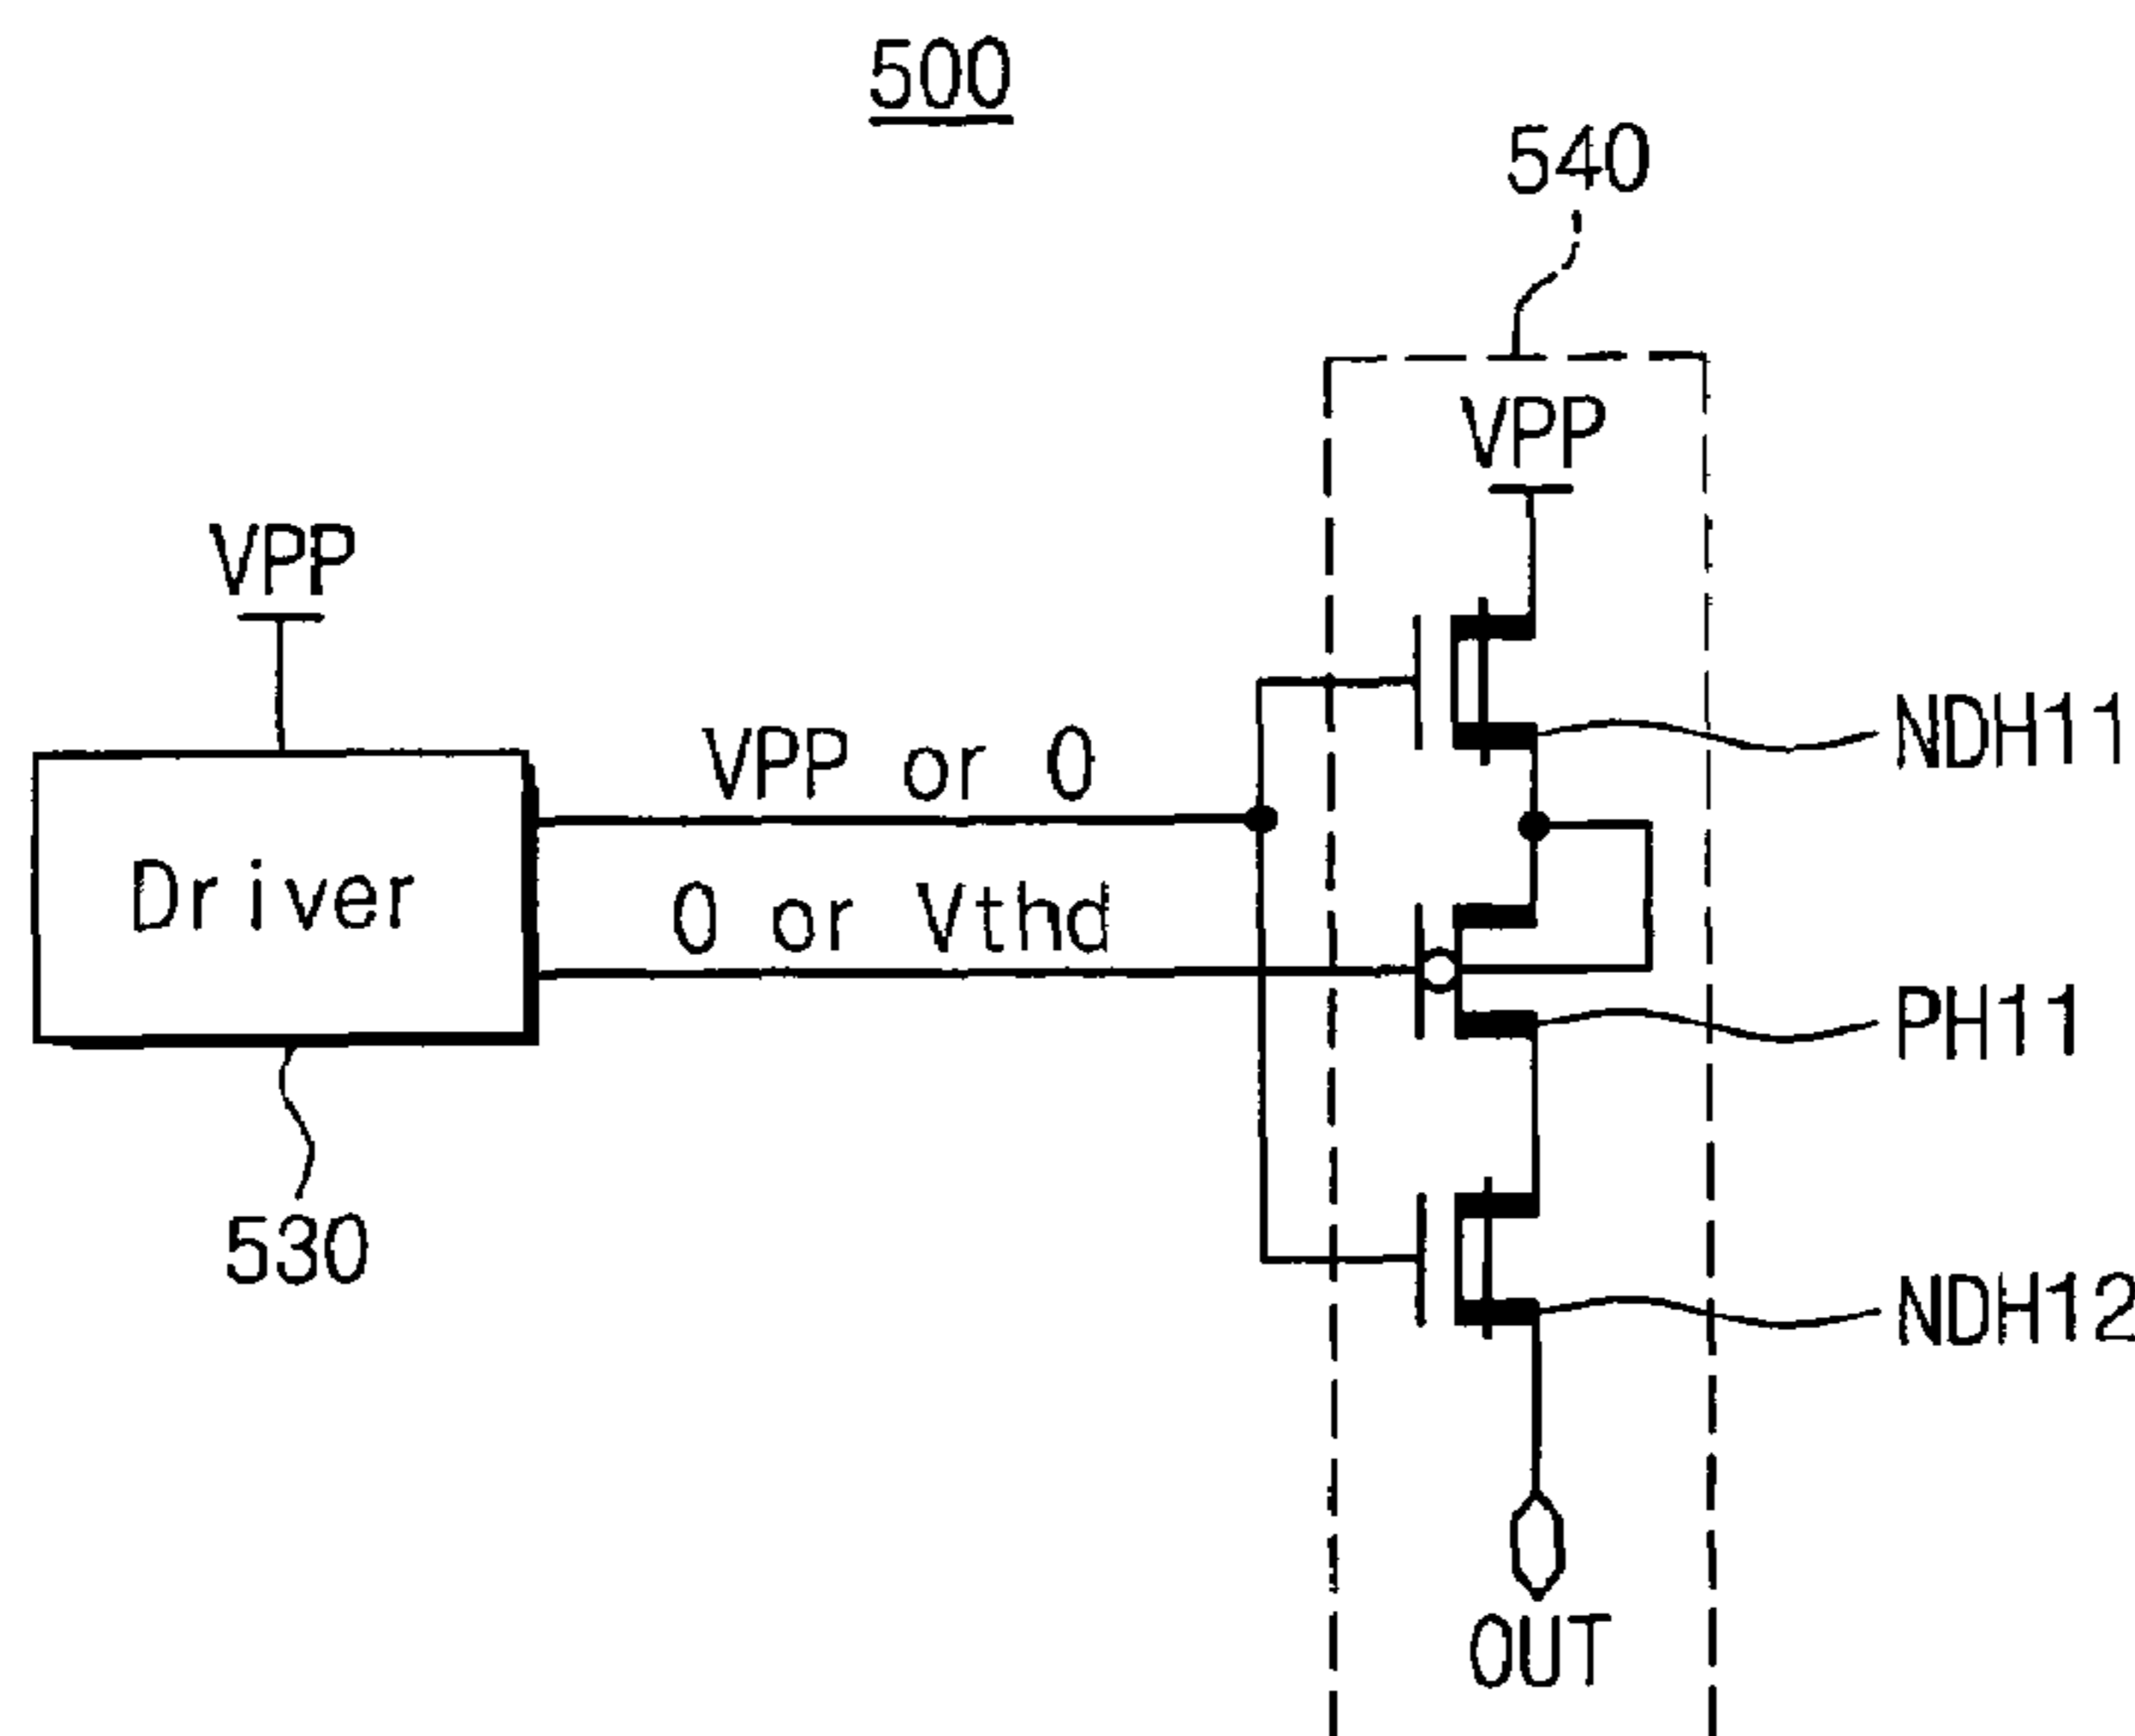 500
540
VPP
VPP
VPP or 0
NDH11
Driver
0 or Vthd
PH11
530
NDH12
OUT